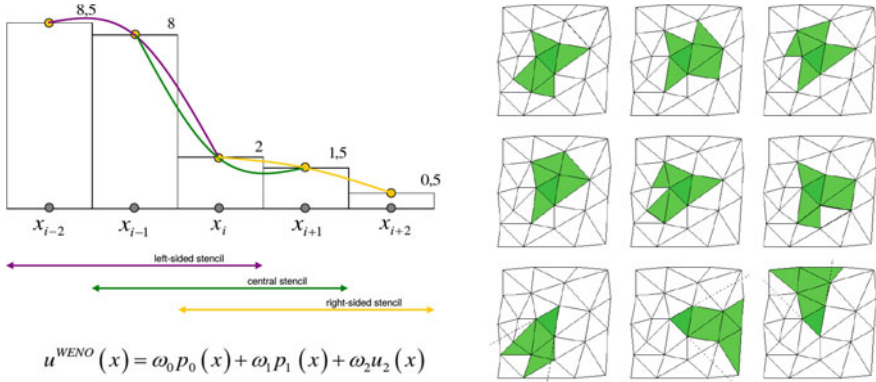 8,5
8
2
1,5
0,5
x_{i-2} x_{i-1} x_i x_{i+1} x_{i+2}
left-sided stencil
central stencil
right-sided stencil
u^{WENO}(x) = ω_0 p_0(x) + ω_1 p_1(x) + ω_2 u_2(x)